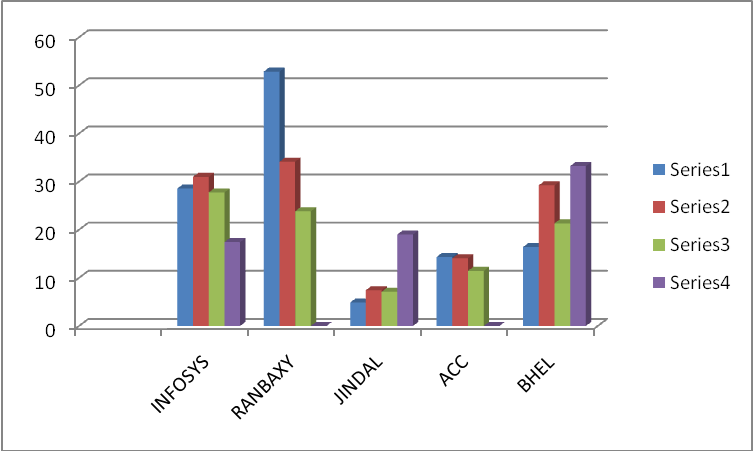 60
50
40
30
20
10
0
INFOSYS
RANBAXY
JINDAL
ACC
BHEL
Series1
Series2
Series3
Series4